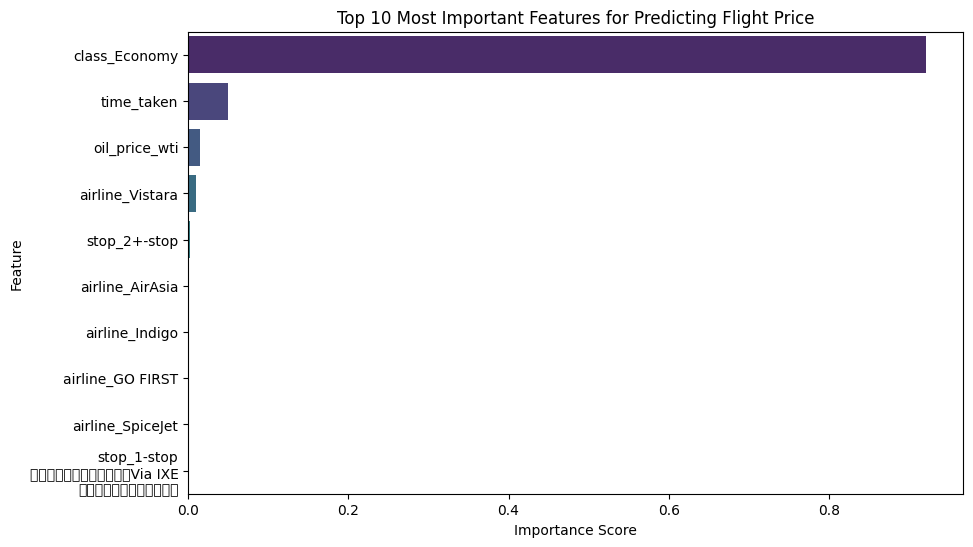 Top 10 Most Important Features for Predicting Flight Price
class_Economy
time_taken
oil_price_wti
airline_Vistara
stop_2+-stop
airline_AirAsia
airline_Indigo
airline_GO FIRST
airline_SpiceJet
stop_1-stop
Via IXE
Feature
0.0 0.2 0.4 0.6 0.8
Importance Score